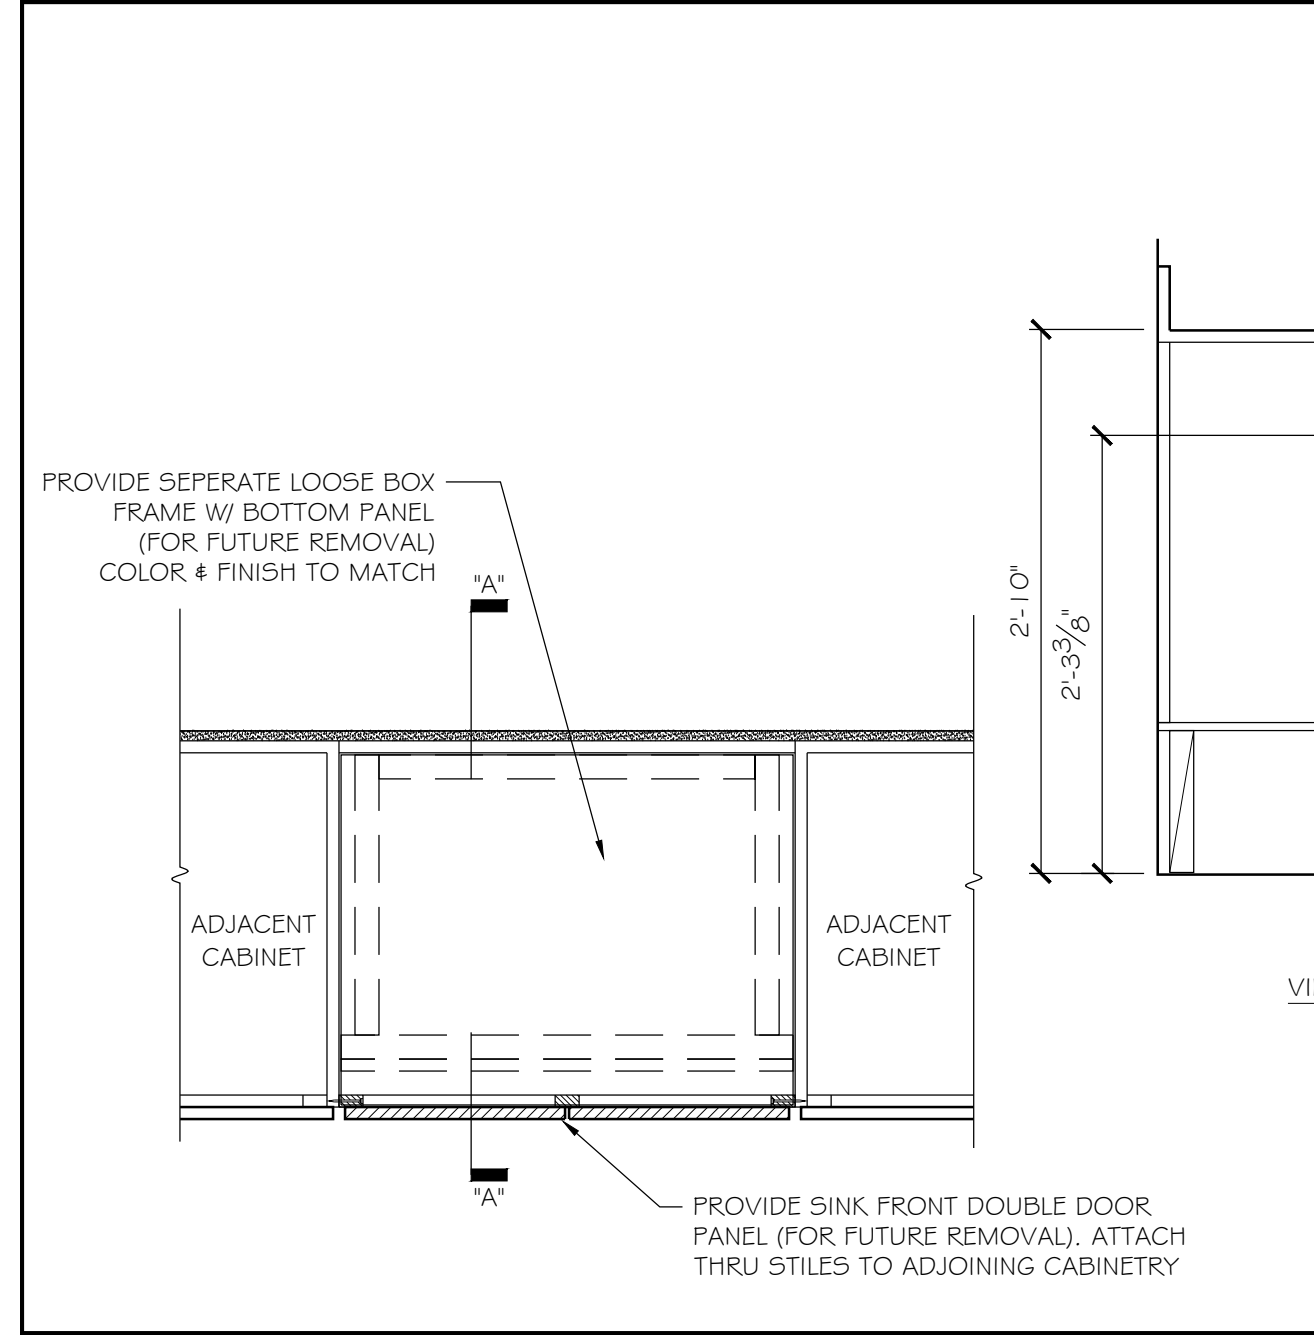 PROVIDE SEPERATE LOOSE BOX
FRAME W/ BOTTOM PANEL
(FOR FUTURE REMOVAL)
COLOR & FINISH TO MATCH
"A"
2'-10"
2'-3 3/8"
ADJACENT
CABINET
ADJACENT
CABINET
"A"
PROVIDE SINK FRONT DOUBLE DOOR
PANEL (FOR FUTURE REMOVAL). ATTACH
THRU STILES TO ADJOINING CABINETRY